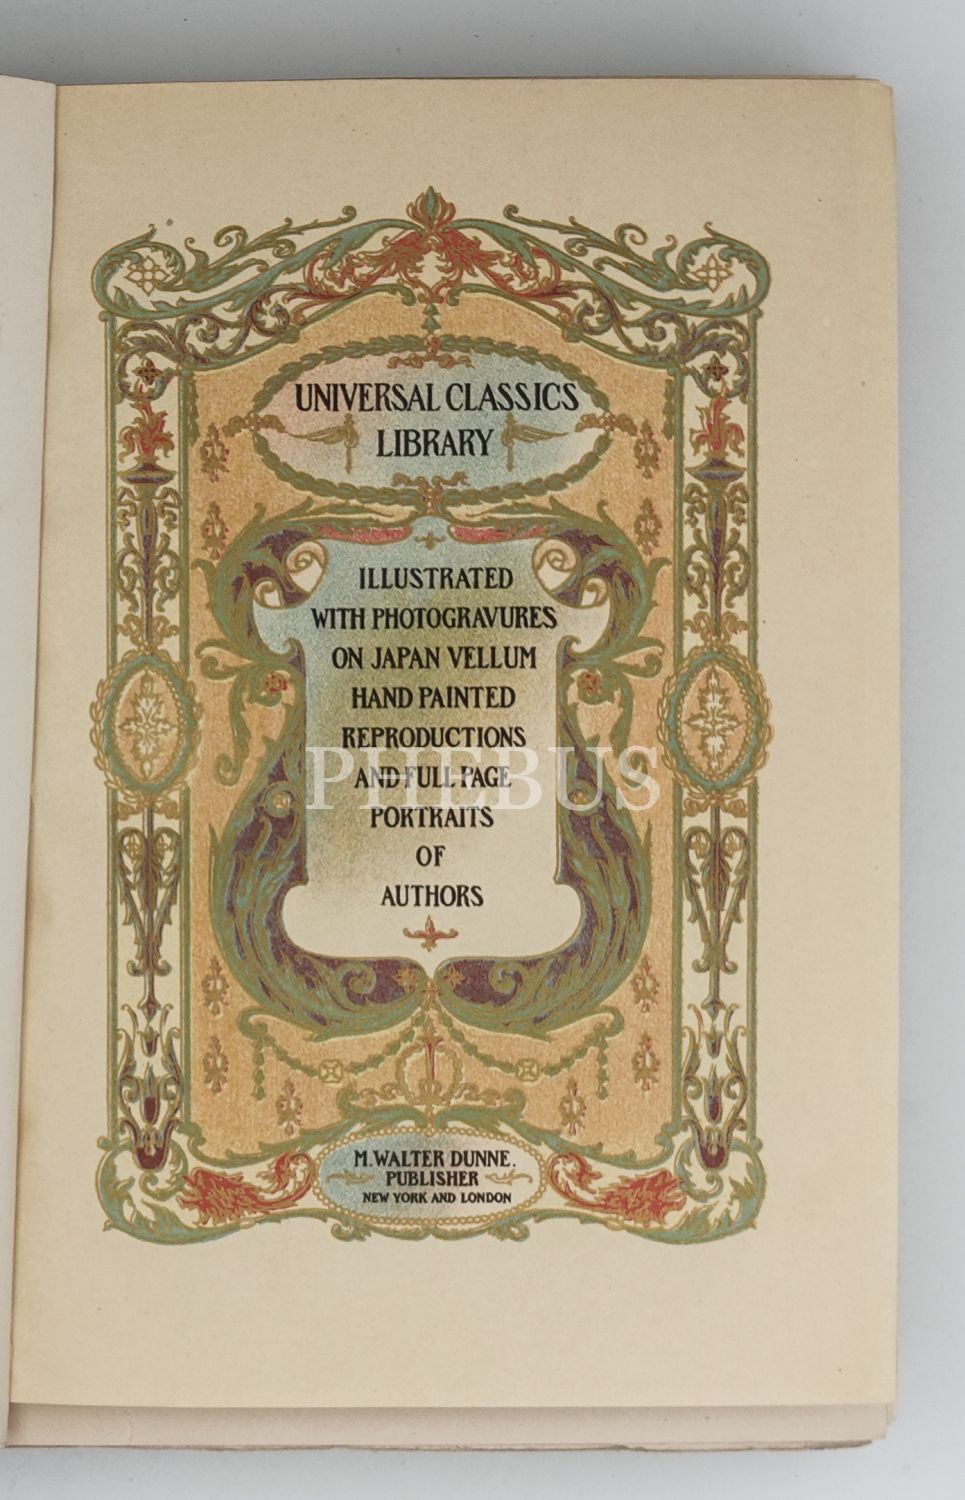 UNIVERSAL CLASSICS
LIBRARY
ILLUSTRATED
WITH PHOTOGRAVURES
ON JAPAN VELLUM
HAND PAINTED
REPRODUCTIONS
AND FULL PAGE
PORTRAITS
OF
AUTHORS
PHEBUS
M. WALTER DUNNE.
PUBLISHER
NEW YORK AND LONDON